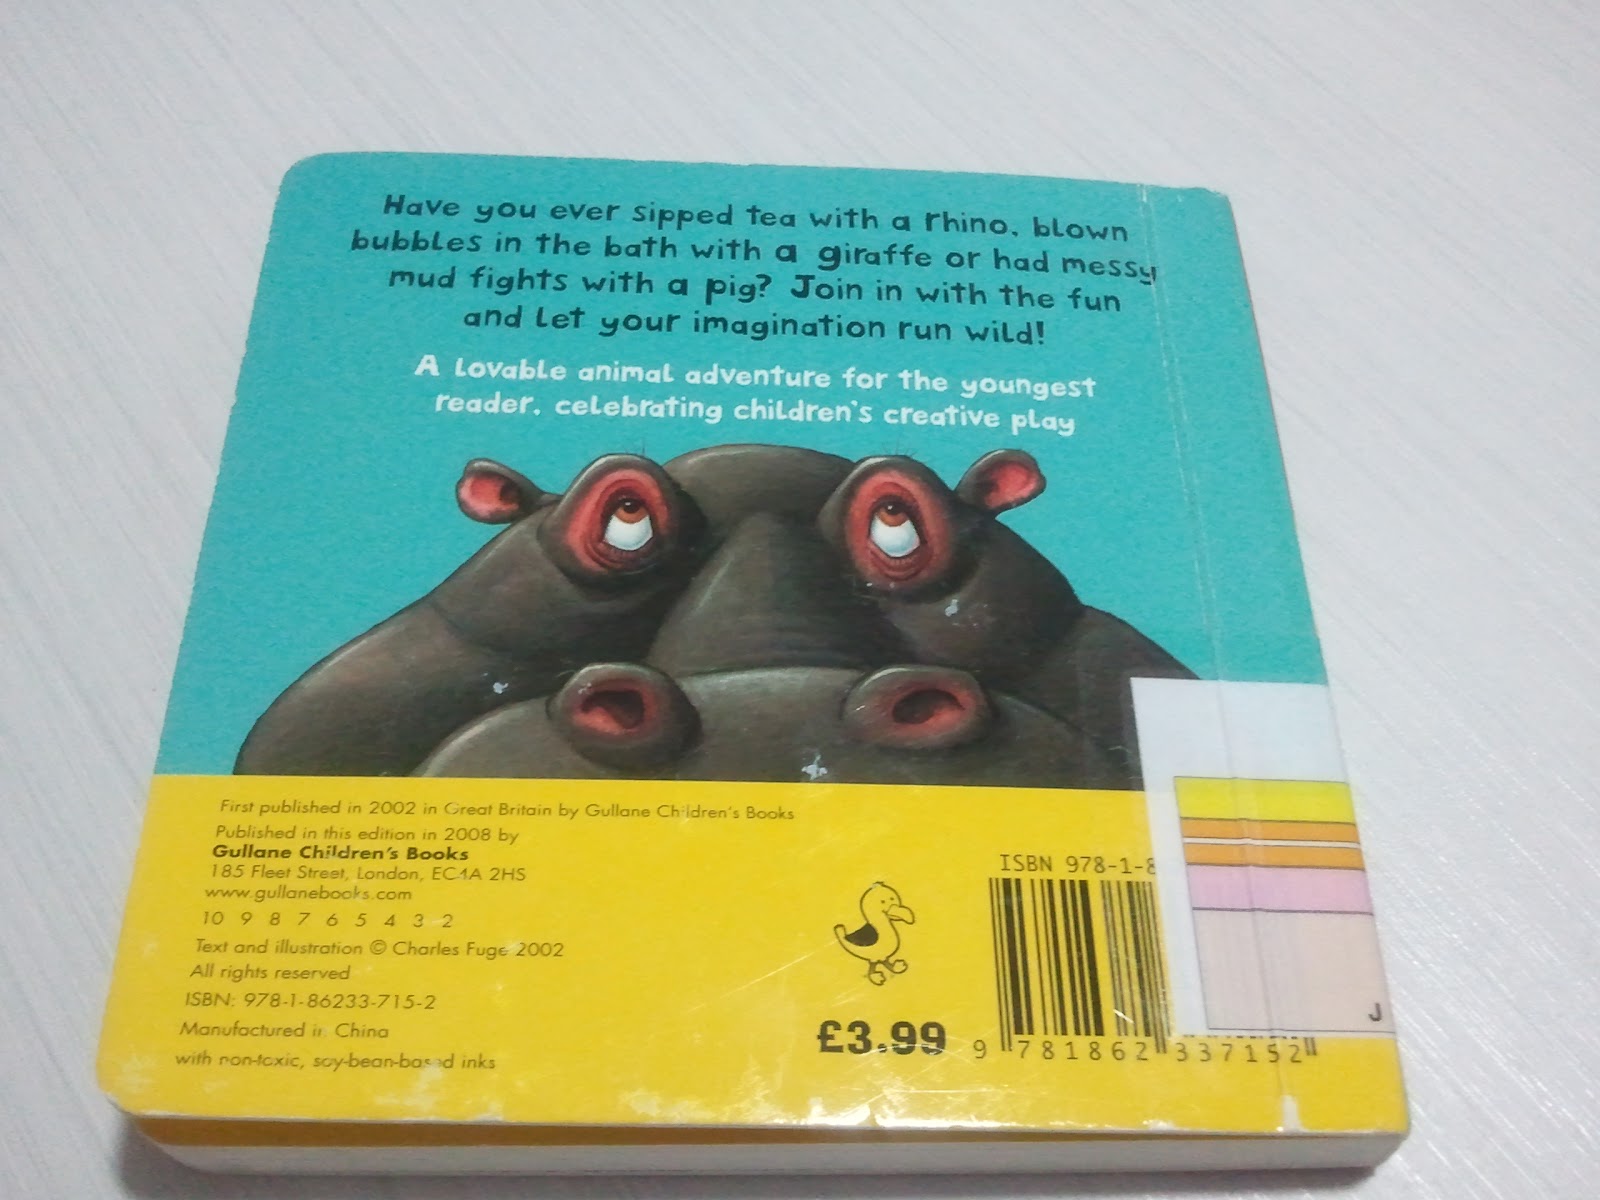 Have you ever sipped tea with a rhino, blown
bubbles in the bath with a giraffe or had messy
mud fights with a pig? Join in with the fun
and let your imagination run wild!
A lovable animal adventure for the youngest
reader, celebrating children's creative play
First published in 2002 in Great Britain by Gullane Children's Books
Published in this edition in 2008 by
Gullane Children's Books
185 Fleet Street, London, EC4A 2HS
www.gullanebooks.com
10 9 8 7 6 5 4 3 2
Text and illustration © Charles Fuge 2002
All rights reserved
ISBN: 978-1-86233-715-2
Manufactured in China
with non-toxic, soy-bean-based inks
£3.99
ISBN 978-1-8
9 781862 337152
J